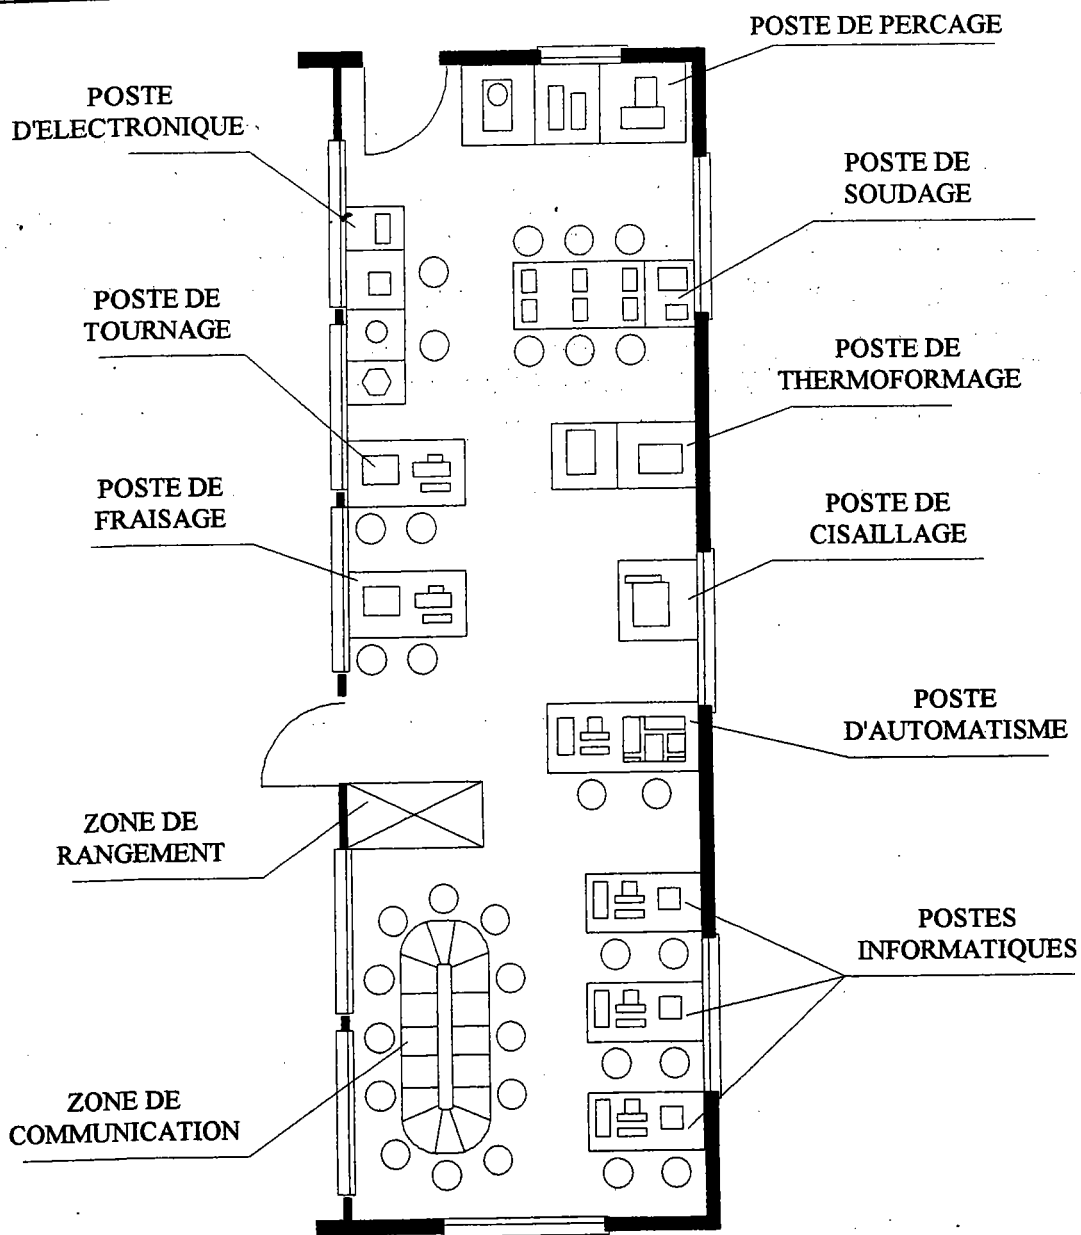 POSTE DE PERCAGE
POSTE
D'ELECTRONIQUE
POSTE DE
SOUDAGE
POSTE DE
TOURNAGE
POSTE DE
THERMOFORMAGE
POSTE DE
FRAISAGE
POSTE DE
CISAILLAGE
POSTE
D'AUTOMATISME
ZONE DE
RANGEMENT
POSTES
INFORMATIQUES
ZONE DE
COMMUNICATION